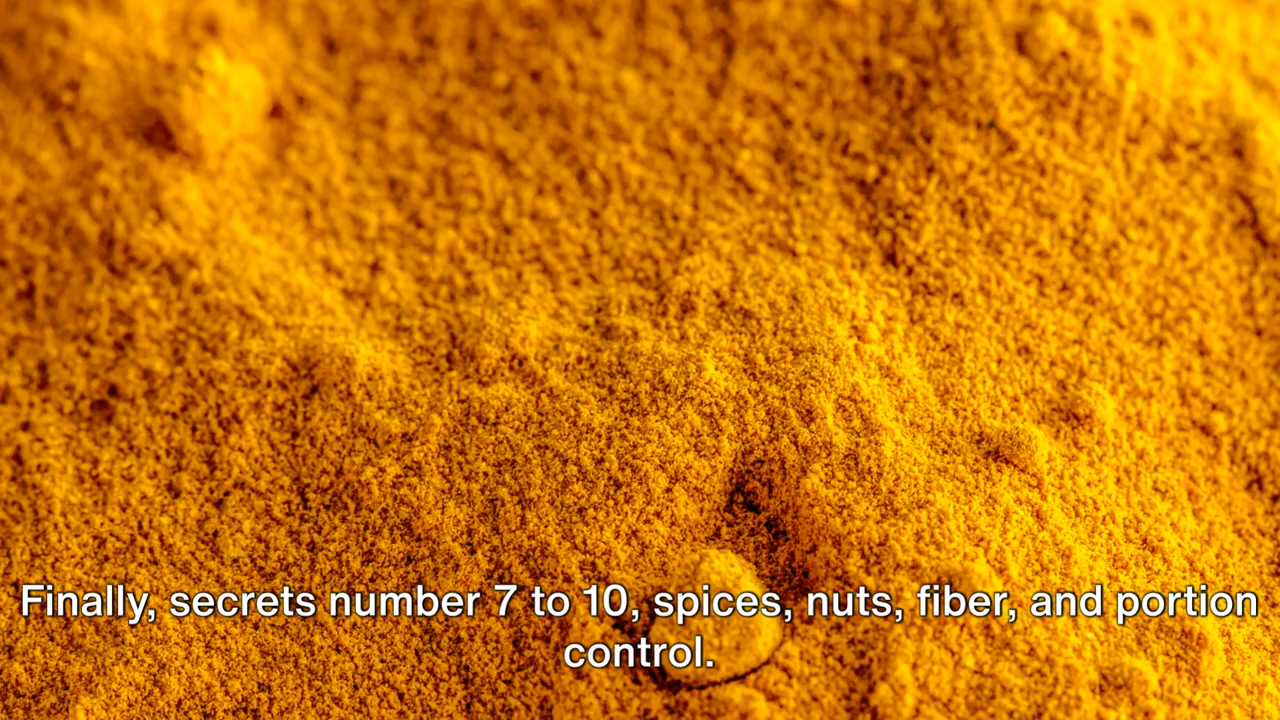 Finally, secrets number 7 to 10, spices, nuts, fiber, and portion
control.